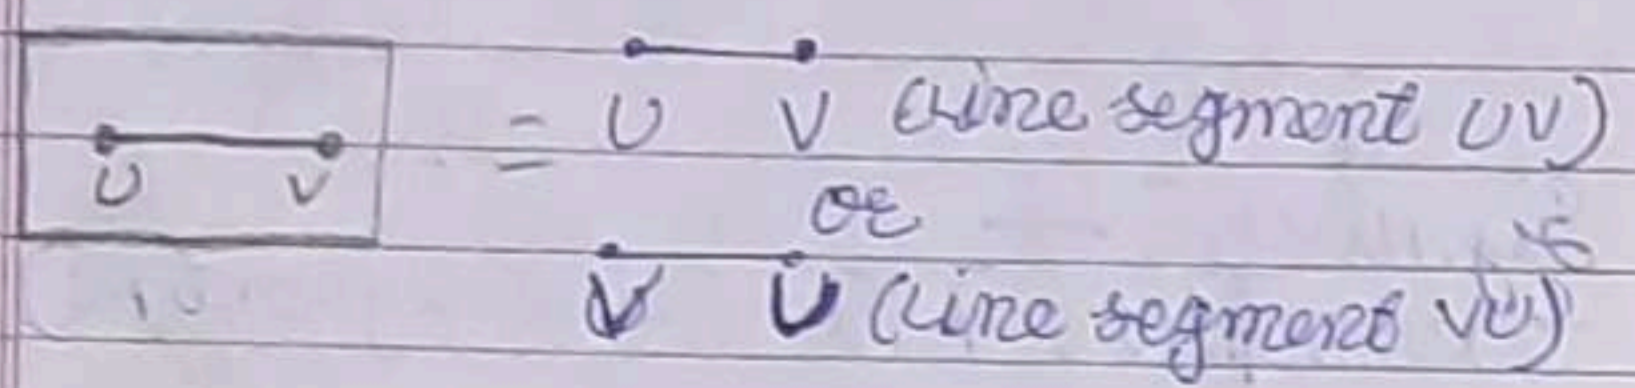 U V = U V (Line segment UV)
or
V U (Line segment VU)